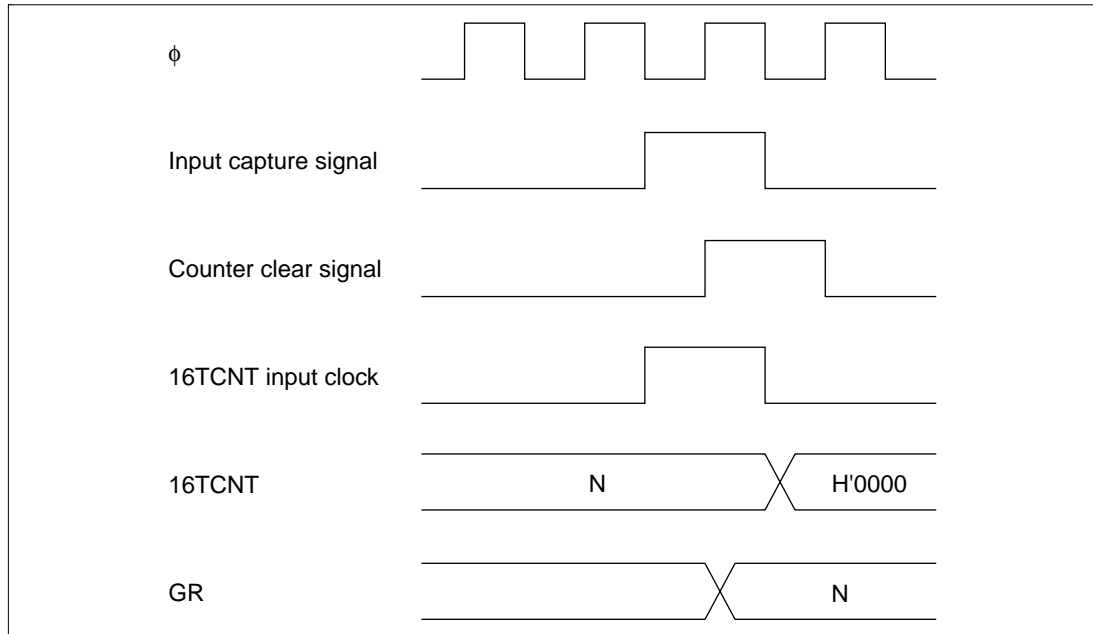 ϕ
Input capture signal
Counter clear signal
16TCNT input clock
16TCNT N H'0000
GR N